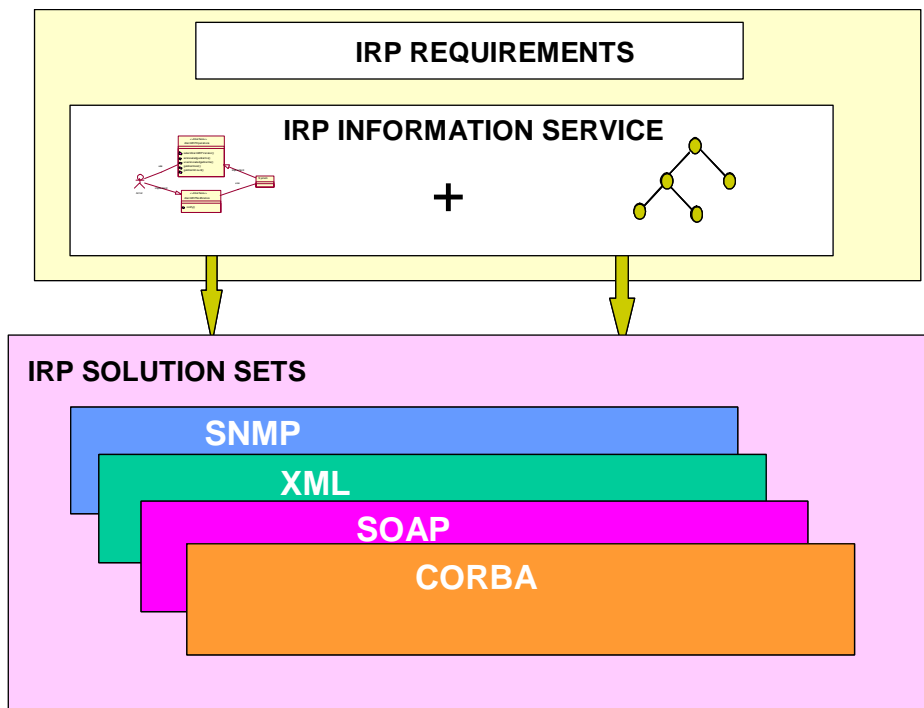 IRP REQUIREMENTS
IRP INFORMATION SERVICE
+
IRP SOLUTION SETS
SNMP
XML
SOAP
CORBA